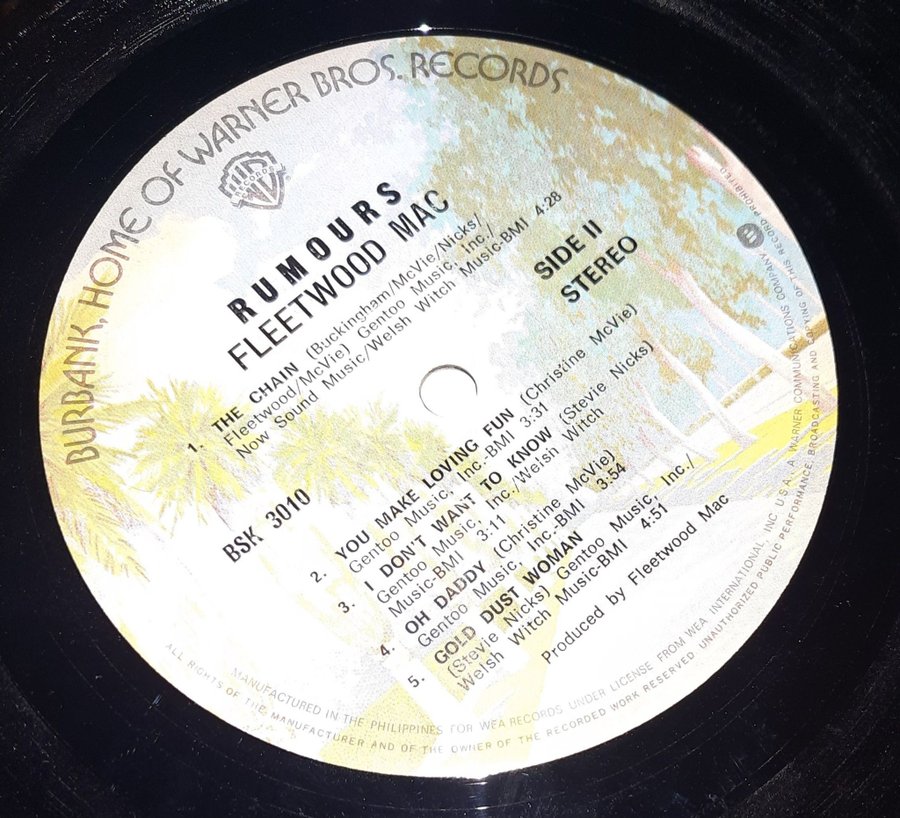 BURBANK, HOME OF WARNER BROS. RECORDS
RECORDS
RUMOURS
FLEETWOOD MAC
1. THE CHAIN (Buckingham/McVie/Nicks/
Fleetwood/McVie) Gentoo Music, Inc./
Now Sound Music/Welsh Witch Music-BMI 4:28
SIDE II
STEREO
BSK 3010
2. YOU MAKE LOVING FUN (Christine McVie)
Gentoo Music, Inc.-BMI 3:31
3. I DON'T WANT TO KNOW (Stevie Nicks)
Gentoo Music, Inc./Welsh Witch
Music-BMI 3:11
4. OH DADDY (Christine McVie)
Gentoo Music, Inc.-BMI 3:54
5. GOLD DUST WOMAN
(Stevie Nicks) Gentoo Music, Inc./
Welsh Witch Music-BMI 4:51
Produced by Fleetwood Mac
MANUFACTURED IN THE PHILIPPINES FOR WEA RECORDS UNDER LICENSE FROM WEA INTERNATIONAL, INC U.S.A. A WARNER COMMUNICATIONS COMPANY
ALL RIGHTS OF THE MANUFACTURER AND OF THE OWNER OF THE RECORDED WORK RESERVED UNAUTHORIZED PUBLIC PERFORMANCE, BROADCASTING AND COPYING OF THIS RECORD PROHIBITED